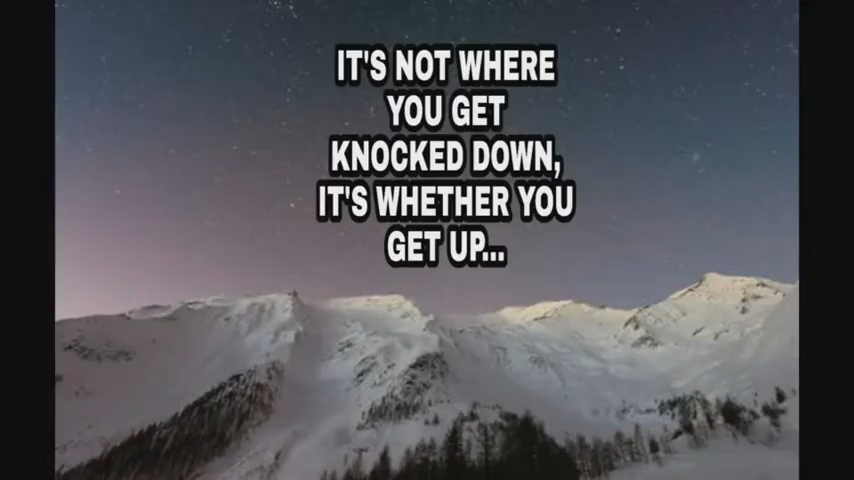 IT'S NOT WHERE
YOU GET
KNOCKED DOWN,
IT'S WHETHER YOU
GET UP...